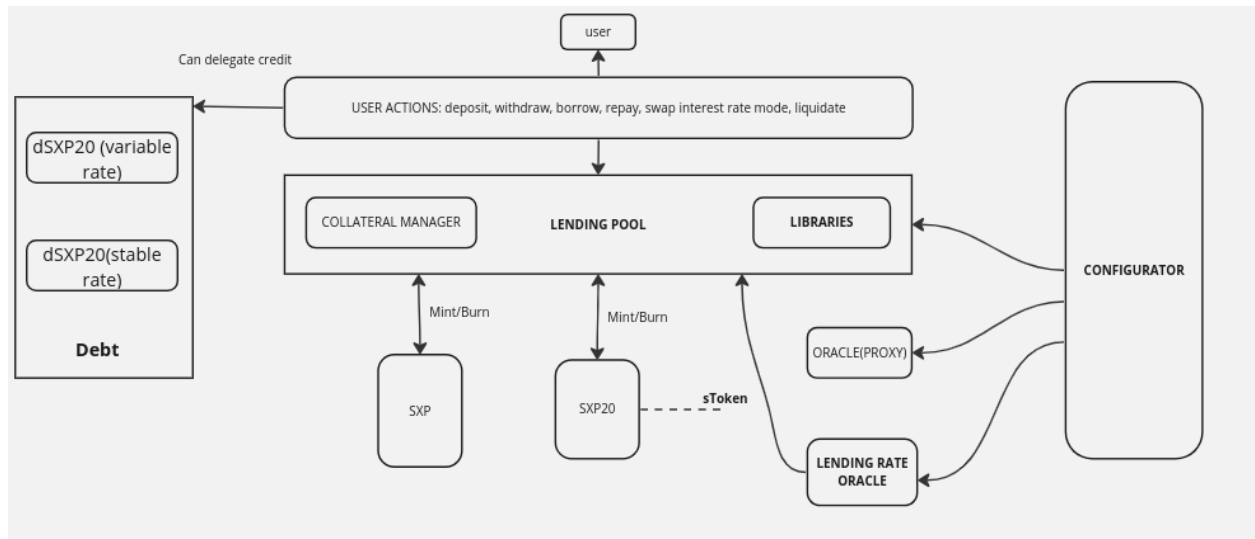 user
Can delegate credit
USER ACTIONS: deposit, withdraw, borrow, repay, swap interest rate mode, liquidate
dSXP20 (variable
rate)
dSXP20(stable
rate)
Debt
COLLATERAL MANAGER
LENDING POOL
LIBRARIES
CONFIGURATOR
Mint/Burn
Mint/Burn
ORACLE(PROXY)
SXP
SXP20
sToken
LENDING RATE
ORACLE